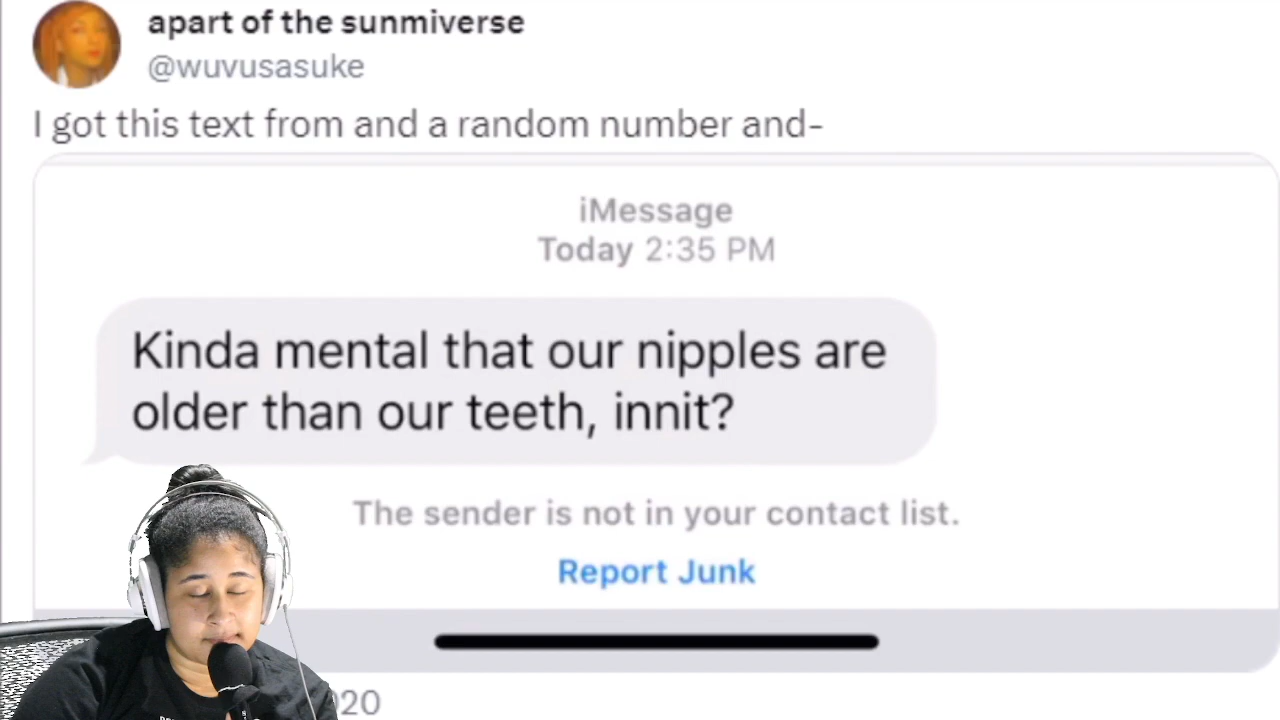 apart of the sunmiverse
@wuvusasuke
I got this text from and a random number and-
iMessage
Today 2:35 PM
Kinda mental that our nipples are
older than our teeth, innit?
The sender is not in your contact list.
Report Junk
020